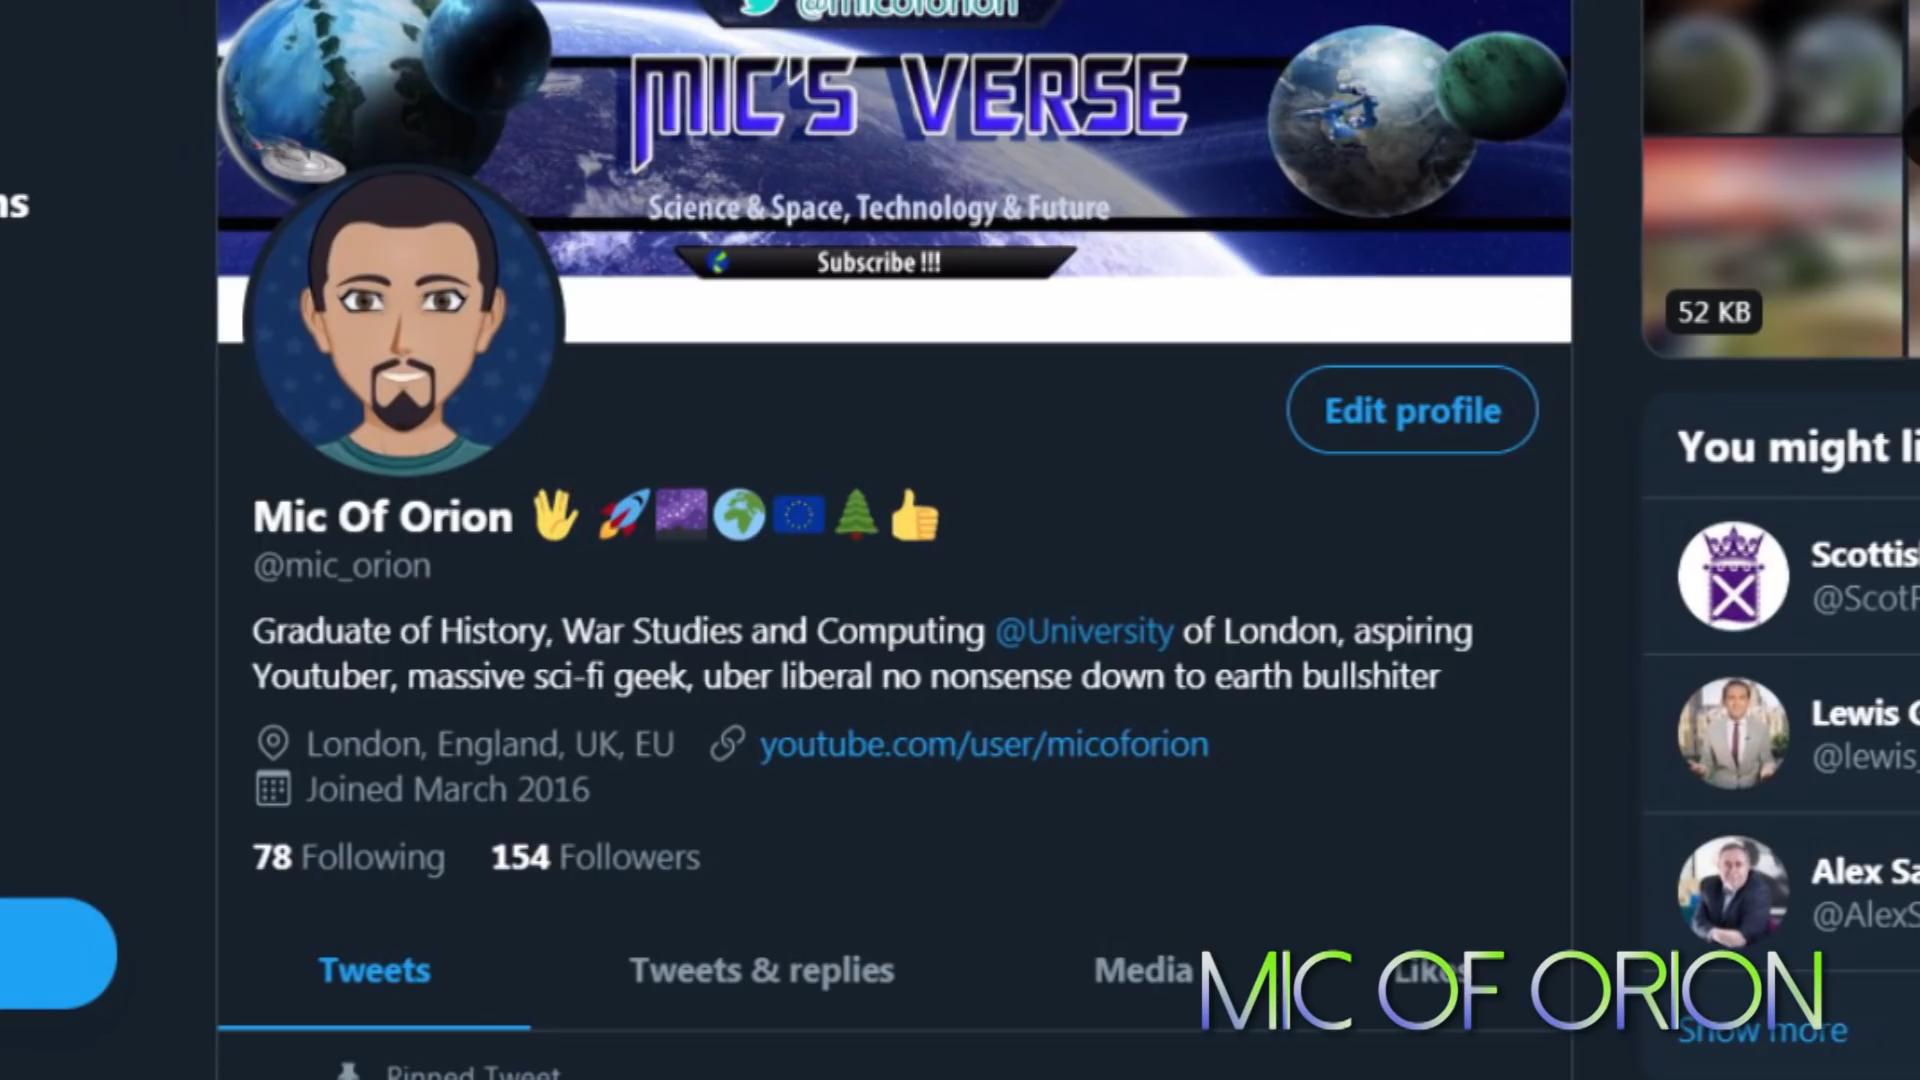 @micoforion
MIC'S VERSE
Science & Space, Technology & Future
Subscribe !!!
ns
52 KB
Edit profile
You might li
Mic Of Orion
@mic_orion
Graduate of History, War Studies and Computing @University of London, aspiring
Youtuber, massive sci-fi geek, uber liberal no nonsense down to earth bullshiter
London, England, UK, EU youtube.com/user/micoforion
Joined March 2016
78 Following 154 Followers
Scottis
@ScotP
Lewis
@lewis_
Alex Sa
@AlexS
Tweets Tweets & replies Media Likes
MIC OF ORION
Show more
Pinned Tweet